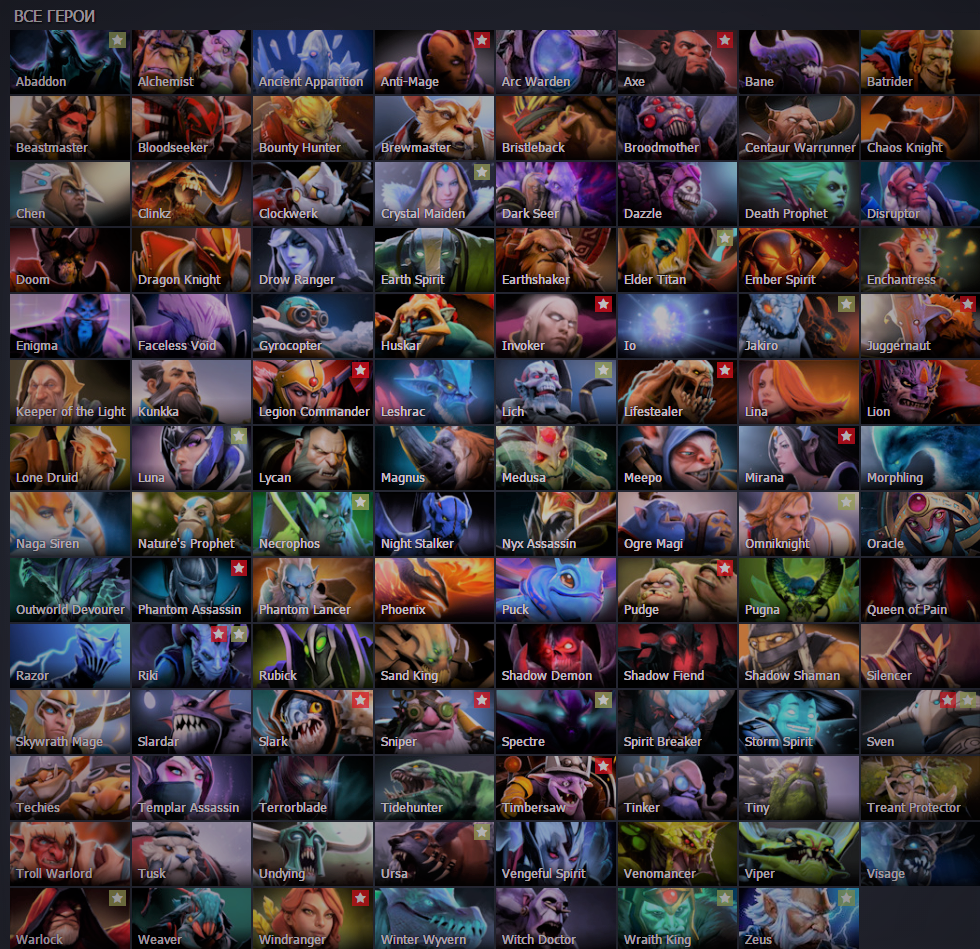 ВСЕ ГЕРОИ
Abaddon Alchemist Ancient Apparition Anti-Mage Arc Warden Axe Bane Batrider
Beastmaster Bloodseeker Bounty Hunter Brewmaster Bristleback Broodmother Centaur Warrunner Chaos Knight
Chen Clinkz Clockwerk Crystal Maiden Dark Seer Dazzle Death Prophet Disruptor
Doom Dragon Knight Drow Ranger Earth Spirit Earthshaker Elder Titan Ember Spirit Enchantress
Enigma Faceless Void Gyrocopter Huskar Invoker Io Jakiro Juggernaut
Keeper of the Light Kunkka Legion Commander Leshrac Lich Lifestealer Lina Lion
Lone Druid Luna Lycan Magnus Medusa Meepo Mirana Morphling
Naga Siren Nature's Prophet Necrophos Night Stalker Nyx Assassin Ogre Magi Omniknight Oracle
Outworld Devourer Phantom Assassin Phantom Lancer Phoenix Puck Pudge Pugna Queen of Pain
Razor Riki Rubick Sand King Shadow Demon Shadow Fiend Shadow Shaman Silencer
Skywrath Mage Slardar Slark Sniper Spectre Spirit Breaker Storm Spirit Sven
Techies Templar Assassin Terrorblade Tidehunter Timbersaw Tinker Tiny Treant Protector
Troll Warlord Tusk Undying Ursa Vengeful Spirit Venomancer Viper Visage
Warlock Weaver Windranger Winter Wyvern Witch Doctor Wraith King Zeus